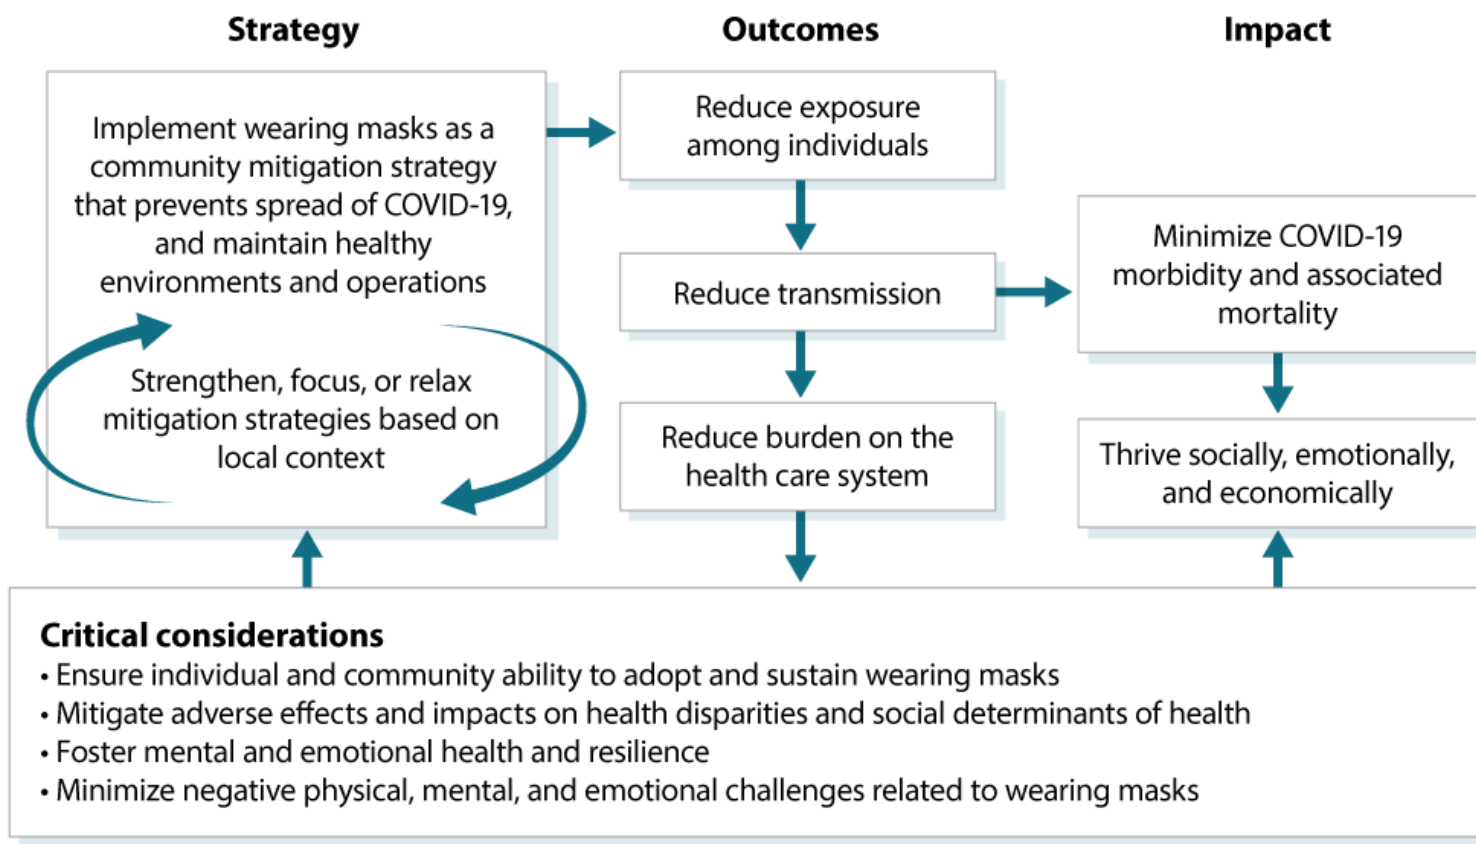 Strategy
Implement wearing masks as a
community mitigation strategy
that prevents spread of COVID-19,
and maintain healthy
environments and operations
Strengthen, focus, or relax
mitigation strategies based on
local context
Outcomes
Reduce exposure
among individuals
Reduce transmission
Reduce burden on the
health care system
Impact
Minimize COVID-19
morbidity and associated
mortality
Thrive socially, emotionally,
and economically
Critical considerations
• Ensure individual and community ability to adopt and sustain wearing masks
• Mitigate adverse effects and impacts on health disparities and social determinants of health
• Foster mental and emotional health and resilience
• Minimize negative physical, mental, and emotional challenges related to wearing masks